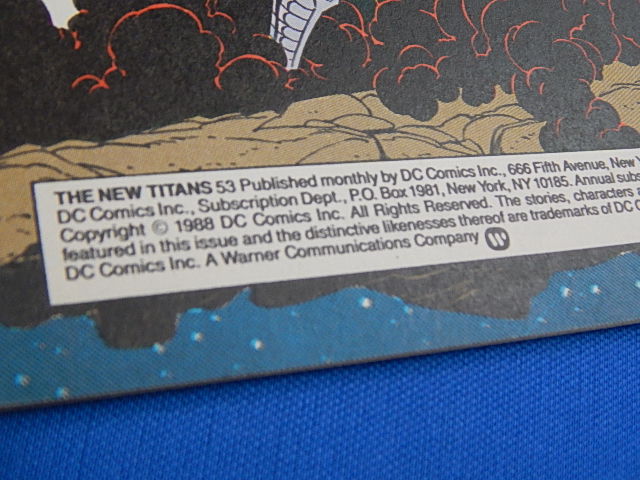 THE NEW TITANS 53 Published monthly by DC Comics Inc., 666 Fifth Avenue, New
DC Comics Inc., Subscription Dept., P.O. Box 1981, New York, NY 10185. Annual subs
Copyright © 1988 DC Comics Inc. All Rights Reserved. The stories, characters
featured in this issue and the distinctive likenesses thereof are trademarks of DC C
DC Comics Inc. A Warner Communications Company